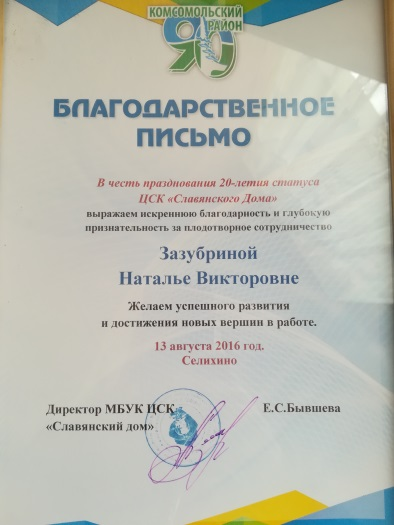 КОМСОМОЛЬСКИЙ
РАЙОН
90
БЛАГОДАРСТВЕННОЕ
ПИСЬМО
В честь празднования 20-летия статуса
ЦСК «Славянского Дома»
выражаем искреннюю благодарность и глубокую
признательность за плодотворное сотрудничество
Зазубриной
Наталье Викторовне
Желаем успешного развития
и достижения новых вершин в работе.
13 августа 2016 год.
Селихино
Директор МБУК ЦСК Е.С.Бывшева
«Славянский дом»